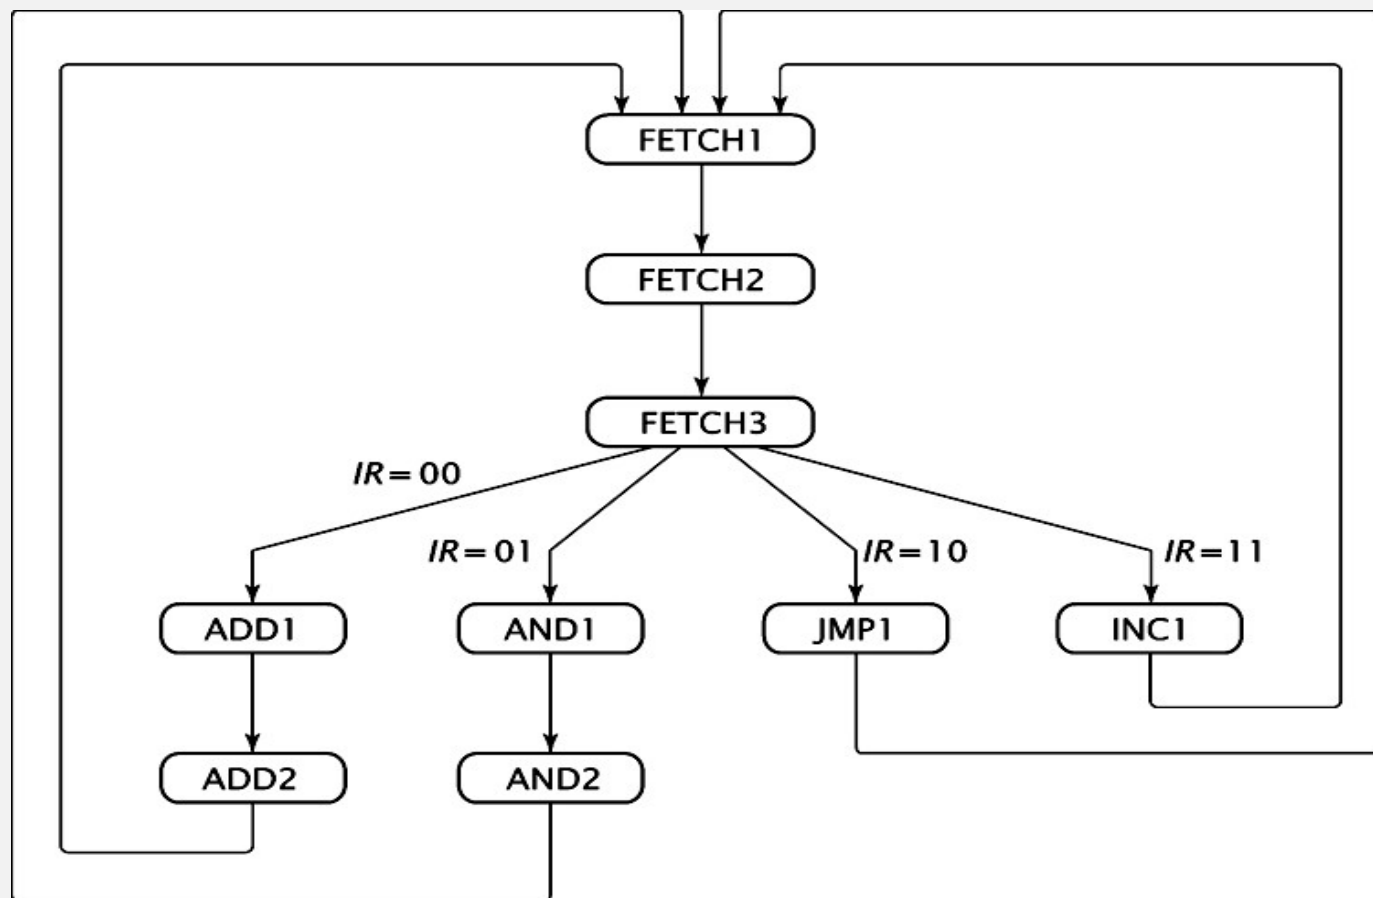 FETCH1
FETCH2
FETCH3
IR=00
IR=01
IR=10
IR=11
ADD1
AND1
JMP1
INC1
ADD2
AND2